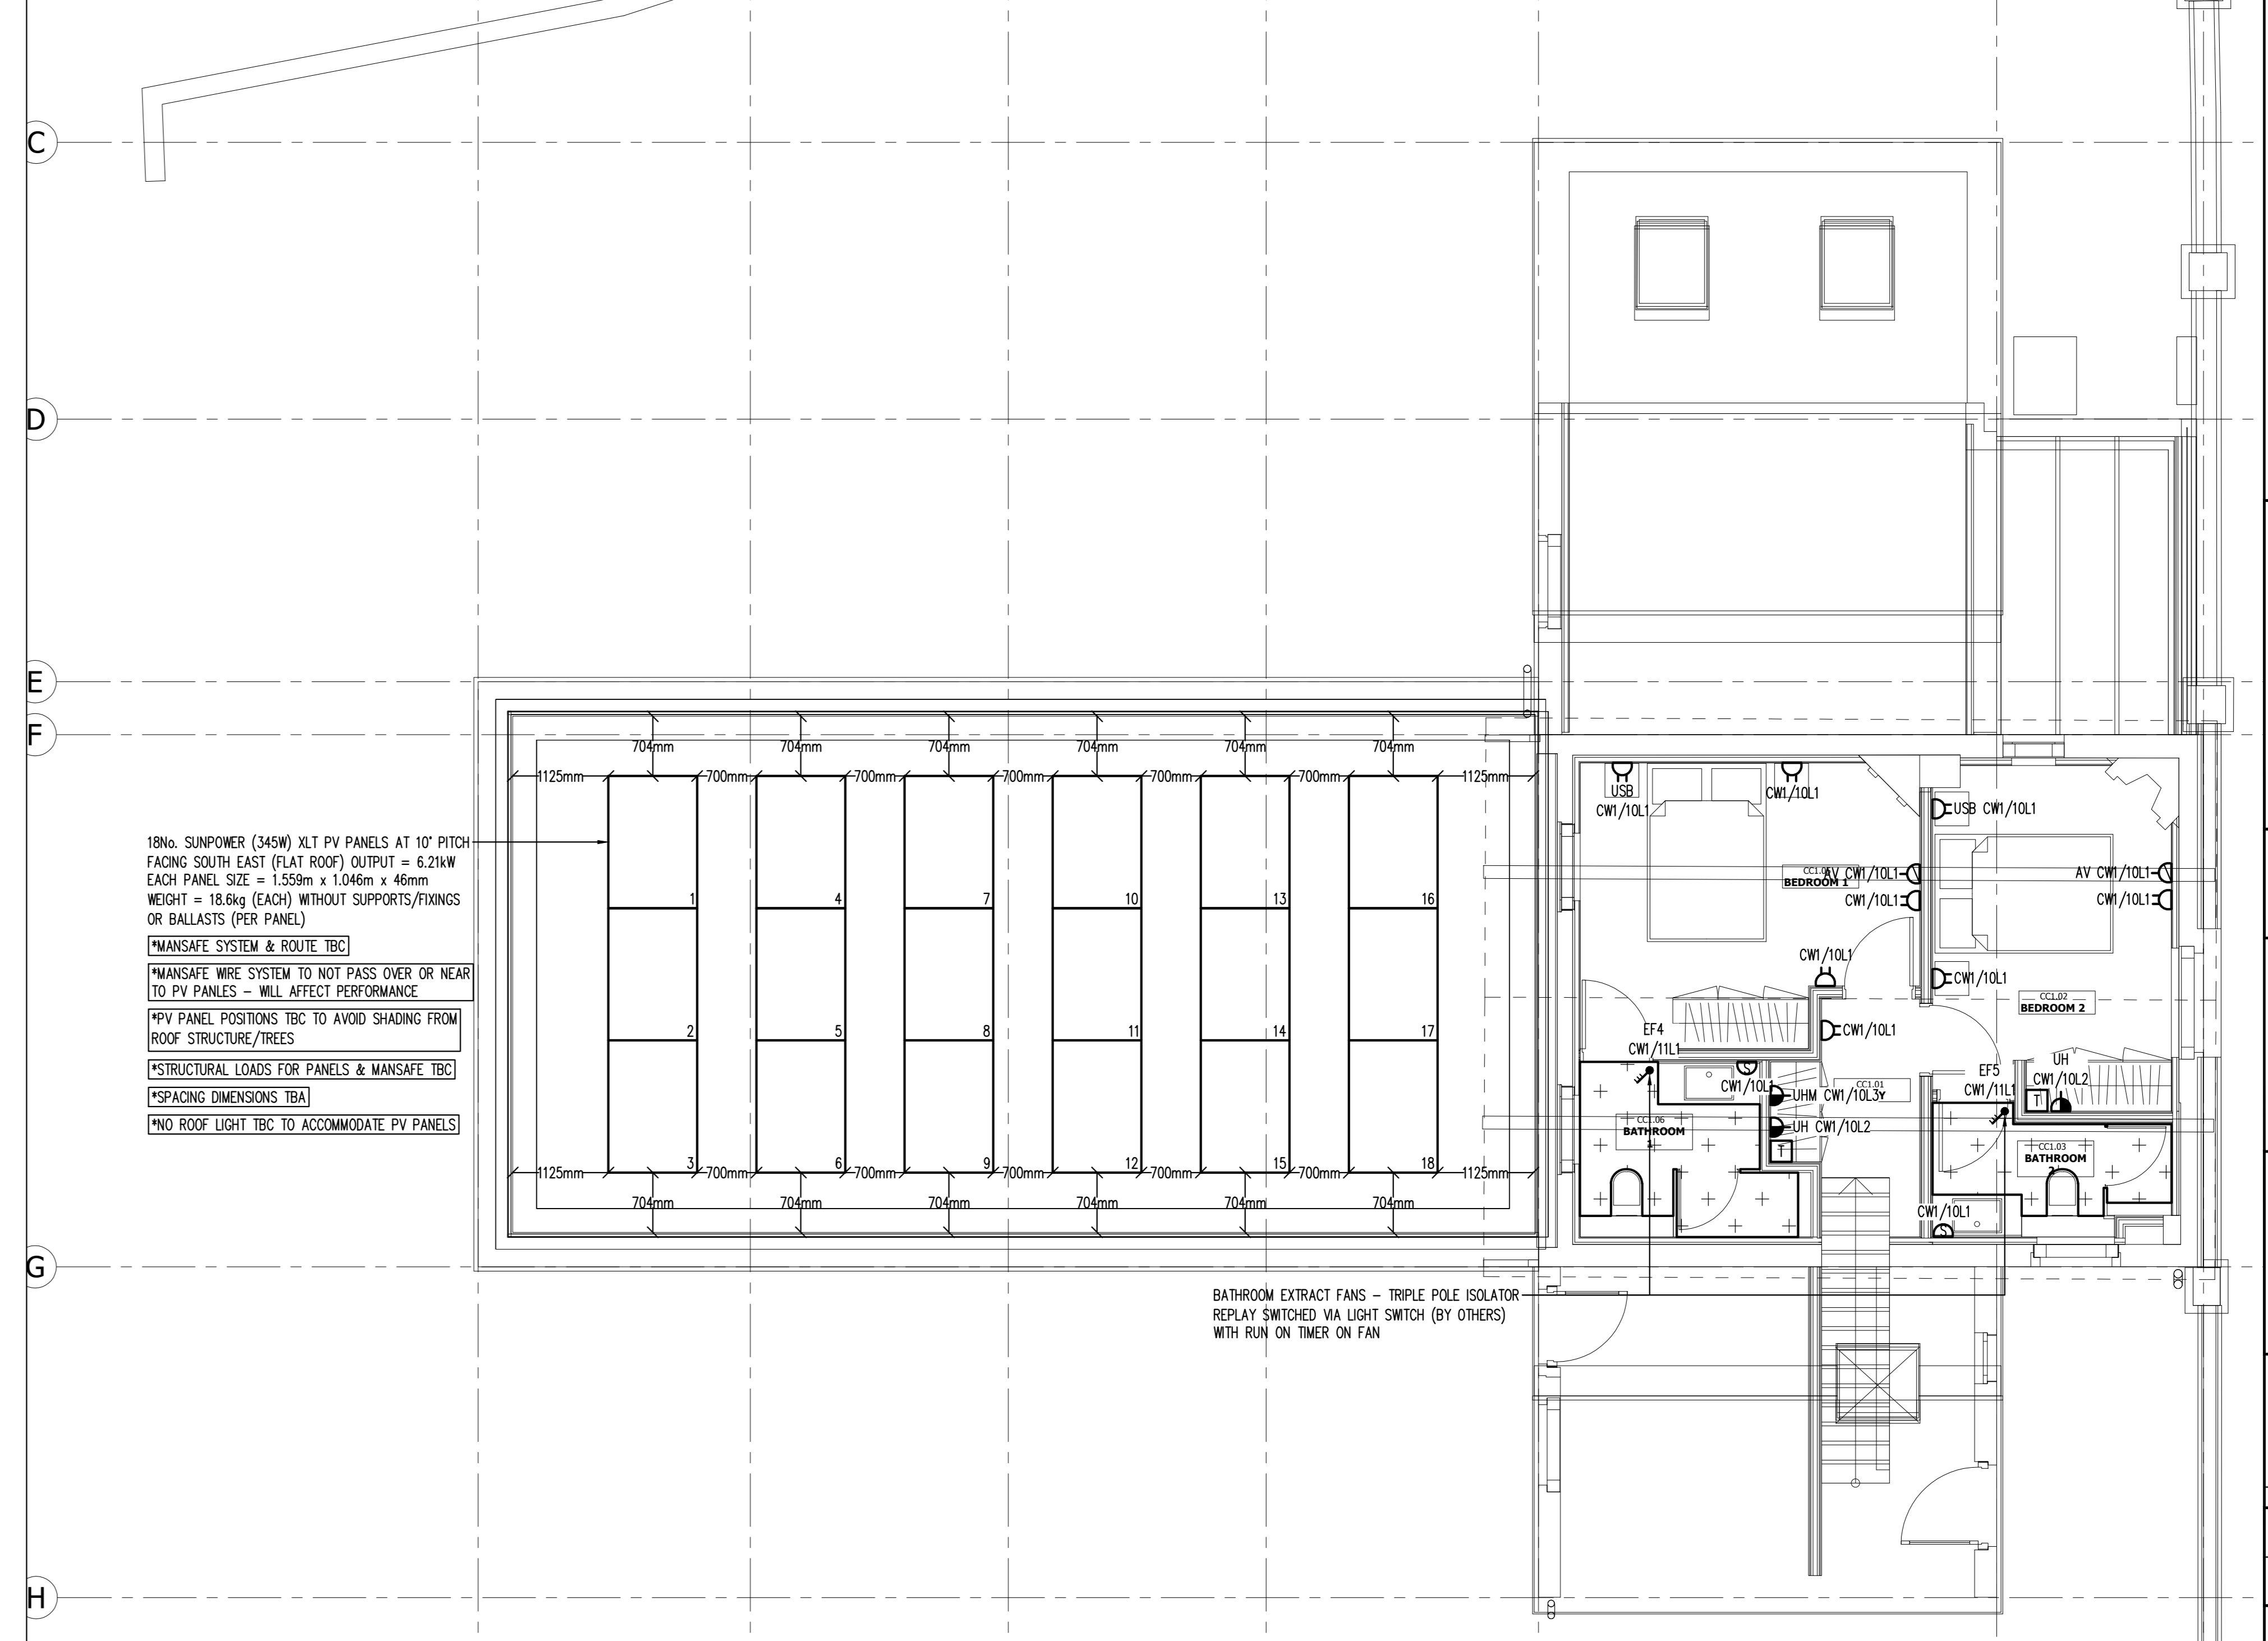 C
D
E
F
G
H
704mm 704mm 704mm 704mm 704mm 704mm
1125mm 700mm 700mm 700mm 700mm 700mm 1125mm
18No. SUNPOWER (345W) XLT PV PANELS AT 10° PITCH
FACING SOUTH EAST (FLAT ROOF) OUTPUT = 6.21kW
EACH PANEL SIZE = 1.559m x 1.046m x 46mm
WEIGHT = 18.6kg (EACH) WITHOUT SUPPORTS/FIXINGS
OR BALLASTS (PER PANEL)
*MANSAFE SYSTEM & ROUTE TBC
*MANSAFE WIRE SYSTEM TO NOT PASS OVER OR NEAR
TO PV PANLES - WILL AFFECT PERFORMANCE
*PV PANEL POSITIONS TBC TO AVOID SHADING FROM
ROOF STRUCTURE/TREES
*STRUCTURAL LOADS FOR PANELS & MANSAFE TBC
*SPACING DIMENSIONS TBA
*NO ROOF LIGHT TBC TO ACCOMMODATE PV PANELS
1 4 7 10 13 16
2 5 8 11 14 17
3 6 9 12 15 18
1125mm 700mm 700mm 700mm 700mm 700mm 1125mm
704mm 704mm 704mm 704mm 704mm 704mm
USB
CW1/10L1
CW1/10L1
USB CW1/10L1
AV CW1/10L1
BEDROOM 1
CW1/10L1
AV CW1/10L1
CW1/10L1
CW1/10L1
CW1/10L1
CC1.02
BEDROOM 2
CW1/10L1
EF4
CW1/11L1
S
CW1/10L1
CC1.01
UHM CW1/10L3Y
UH CW1/10L2
T
CC1.06
BATHROOM
1
EF5
CW1/11L1
UH
CW1/10L2
T
CC1.03
BATHROOM
2
CW1/10L1
S
BATHROOM EXTRACT FANS - TRIPLE POLE ISOLATOR
REPLAY SWITCHED VIA LIGHT SWITCH (BY OTHERS)
WITH RUN ON TIMER ON FAN